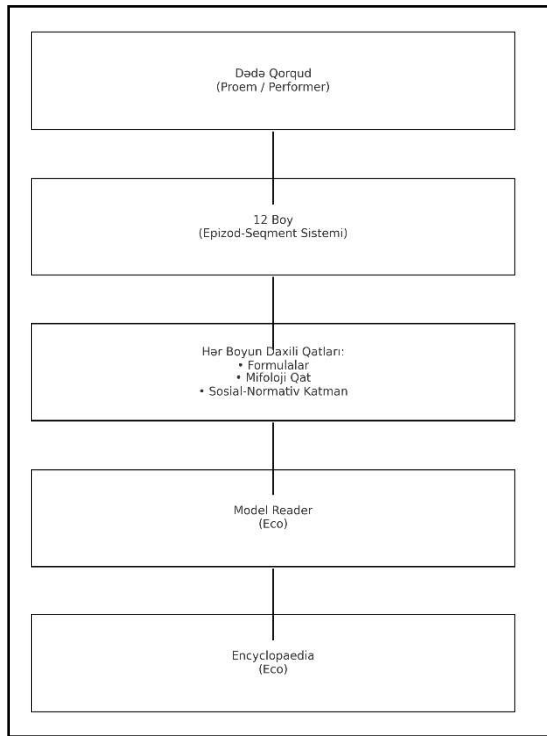 Dədə Qorqud
(Proem / Performer)
12 Boy
(Epizod-Seqment Sistemi)
Hər Boyun Daxili Qatları:
• Formulalar
• Mifoloji Qat
• Sosial-Normativ Katman
Model Reader
(Eco)
Encyclopaedia
(Eco)